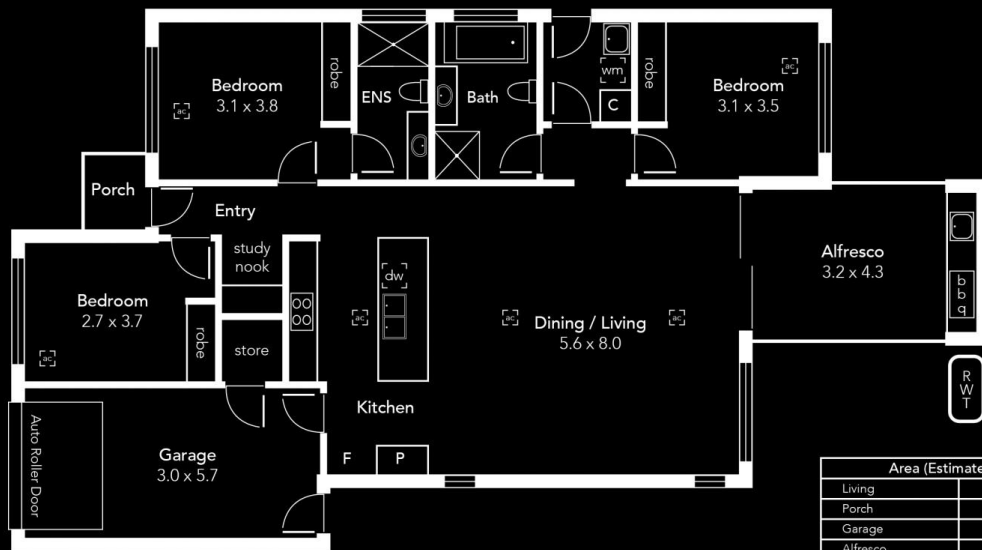 Bedroom
3.1 x 3.8
robe
ac
ENS
Bath
wm
C
robe
Bedroom
3.1 x 3.5
ac
Porch
Entry
study
nook
Alfresco
3.2 x 4.3
b
b
q
Bedroom
2.7 x 3.7
ac
robe
store
dw
ac
ac
Dining / Living
5.6 x 8.0
ac
Kitchen
F
P
R
W
T
Auto Roller Door
Garage
3.0 x 5.7
Area (Estimate
Living
Porch
Garage
Alfresco